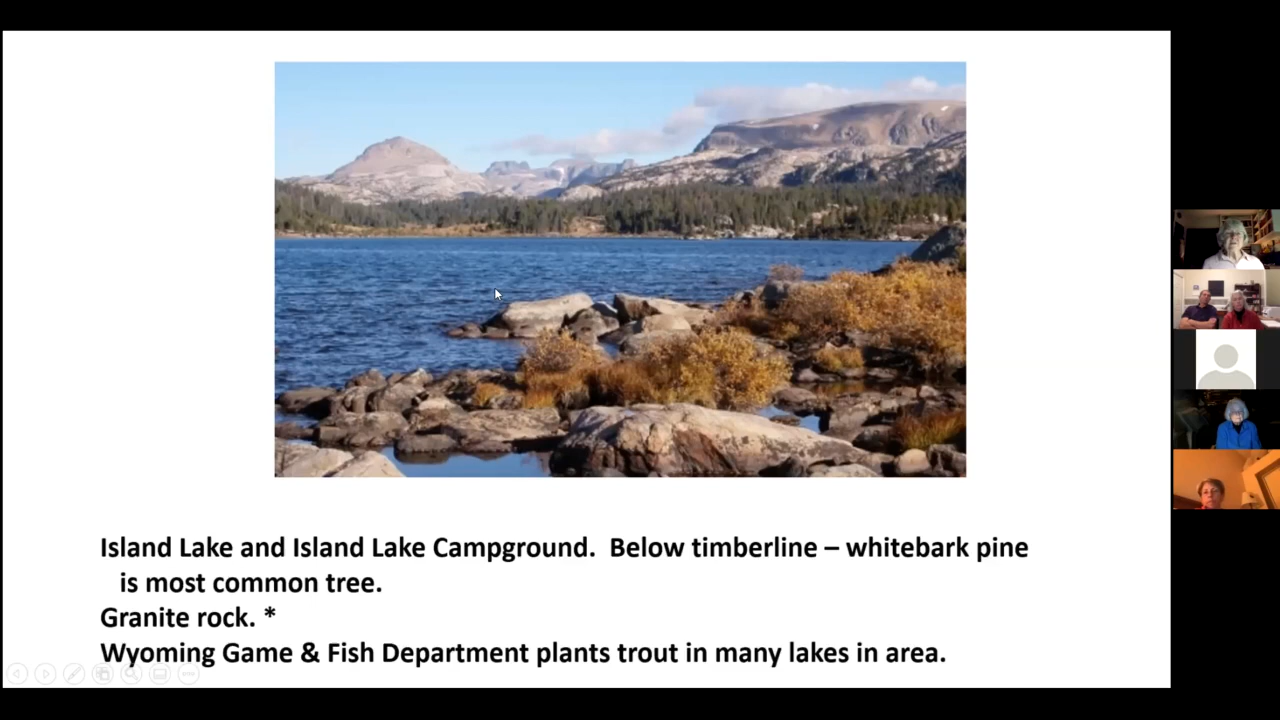 Island Lake and Island Lake Campground.  Below timberline – whitebark pine
is most common tree.
Granite rock. *
Wyoming Game & Fish Department plants trout in many lakes in area.